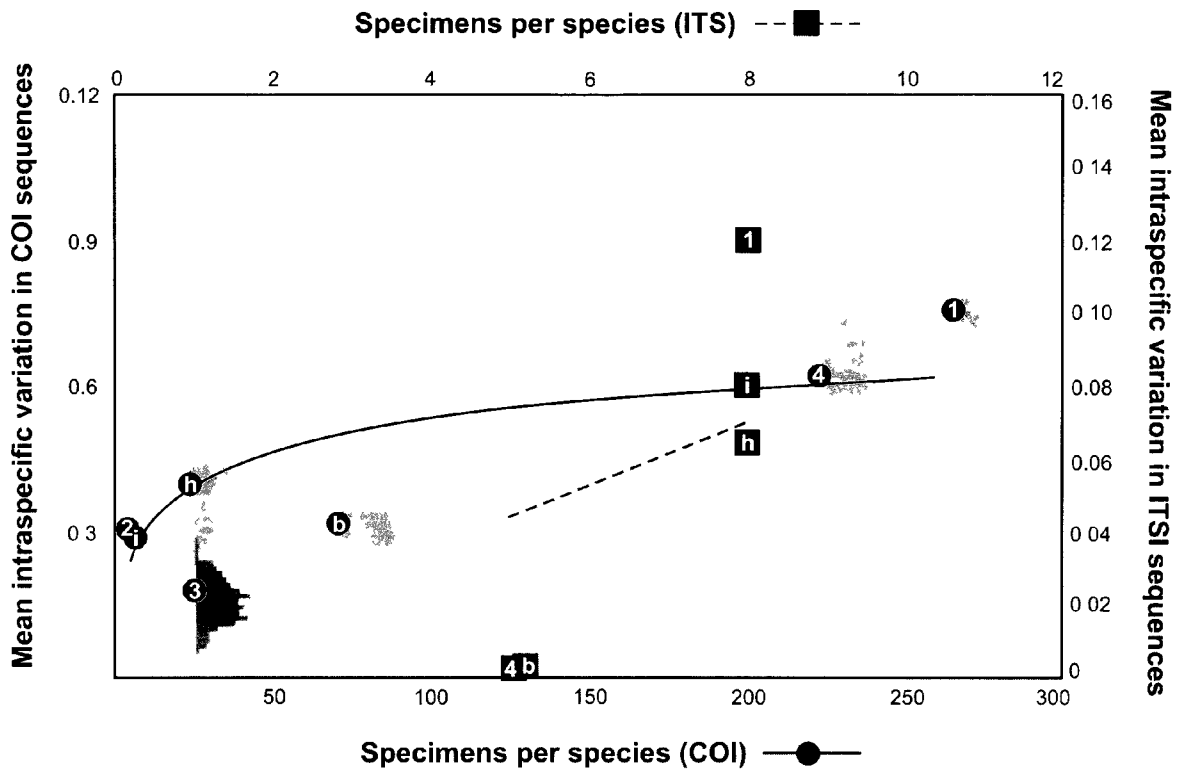 Specimens per species (ITS)
0 2 4 6 8 10 12
Mean intraspecific variation in COI sequences
0.12
0.9
0.6
0 3
0.16
0 14
0.12
0 10
0.08
0.06
0 04
0 02
0
Mean intraspecific variation in ITSI sequences
1
1
4
i
h
h
2
i
b
3
4 b
50 100 150 200 250 300
Specimens per species (COI)